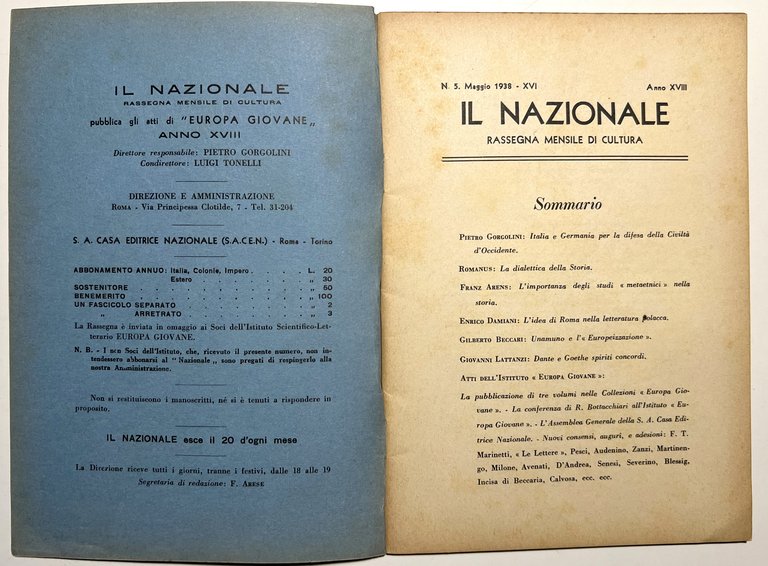 IL NAZIONALE
RASSEGNA MENSILE DI CULTURA
pubblica gli atti di "EUROPA GIOVANE„
ANNO XVIII
Direttore responsabile: PIETRO GORGOLINI
Condirettore: LUIGI TONELLI
DIREZIONE E AMMINISTRAZIONE
ROMA - Via Principessa Clotilde, 7 - Tel. 31-204
S. A. CASA EDITRICE NAZIONALE (S.A.C.E.N.) - Roma - Torino
ABBONAMENTO ANNUO: Italia, Colonie, Impero . . . . . L. 20
Estero . . . . . . . „ 30
SOSTENITORE . . . . . . . . . . . . „ 50
BENEMERITO . . . . . . . . . . . . „ 100
UN FASCICOLO SEPARATO . . . . . . . . . „ 2
„ ARRETRATO . . . . . . . . . „ 3
La Rassegna è inviata in omaggio ai Soci dell'Istituto Scientifico-Let-
terario EUROPA GIOVANE.
N. B. - I non Soci dell'Istituto, che, ricevuto il presente numero, non in-
tendessero abbonarsi al "Nazionale„ sono pregati di respingerlo alla
nostra Amministrazione.
Non si restituiscono i manoscritti, né si è tenuti a rispondere in
proposito.
IL NAZIONALE esce il 20 d'ogni mese
La Direzione riceve tutti i giorni, tranne i festivi, dalle 18 alle 19
Segretaria di redazione: F. ARESE
N. 5. Maggio 1938 - XVI Anno XVIII
IL NAZIONALE
RASSEGNA MENSILE DI CULTURA
Sommario
PIETRO GORGOLINI: Italia e Germania per la difesa della Civiltà
d'Occidente.
ROMANUS: La dialettica della Storia.
FRANZ ARENS: L'importanza degli studi « metaetnici » nella
storia.
ENRICO DAMIANI: L'idea di Roma nella letteratura polacca.
GILBERTO BECCARI: Unamuno e l'« Europeizzazione ».
GIOVANNI LATTANZI: Dante e Goethe spiriti concordi.
ATTI DELL'ISTITUTO « EUROPA GIOVANE »:
La pubblicazione di tre volumi nelle Collezioni « Europa Gio-
vane ». - La conferenza di R. Bottacchiari all'Istituto « Eu-
ropa Giovane ». - L'Assemblea Generale della S. A. Casa Edi-
trice Nazionale. - Nuovi consensi, auguri, e adesioni: F. T.
Marinetti, « Le Lettere », Pesci, Audenino, Zanzi, Martinen-
go, Milone, Avenati, D'Andrea, Senesi, Severino, Blessig,
Incisa di Beccaria, Calvosa, ecc. ecc.